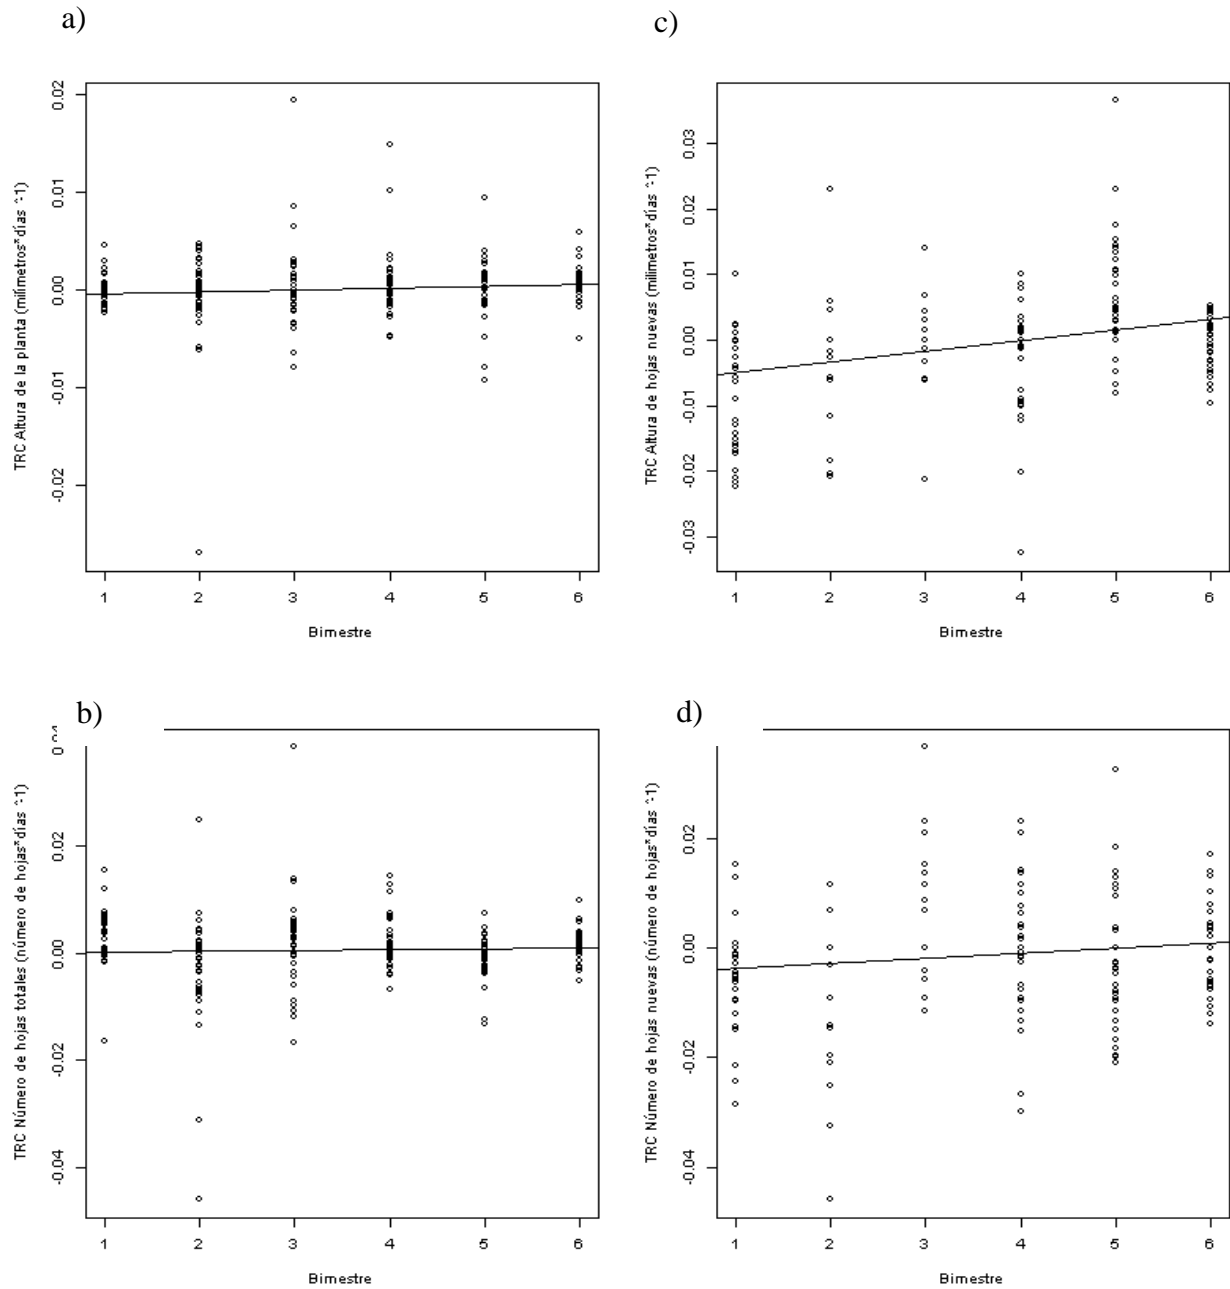 a)
TRC Altura de la planta (milímetros*días ^-1)
0.02
0.01
0.00
-0.01
-0.02
1 2 3 4 5 6
Bimestre
c)
TRC Altura de hojas nuevas (milimetros*días ^-1)
0.03
0.02
0.01
0.00
-0.01
-0.02
-0.03
1 2 3 4 5 6
Bimestre
b)
TRC Número de hojas totales (número de hojas*días ^-1)
0.02
0.00
-0.02
-0.04
1 2 3 4 5 6
Bimestre
d)
TRC Número de hojas nuevas (número de hojas*días ^-1)
0.02
0.00
-0.02
-0.04
1 2 3 4 5 6
Bimestre